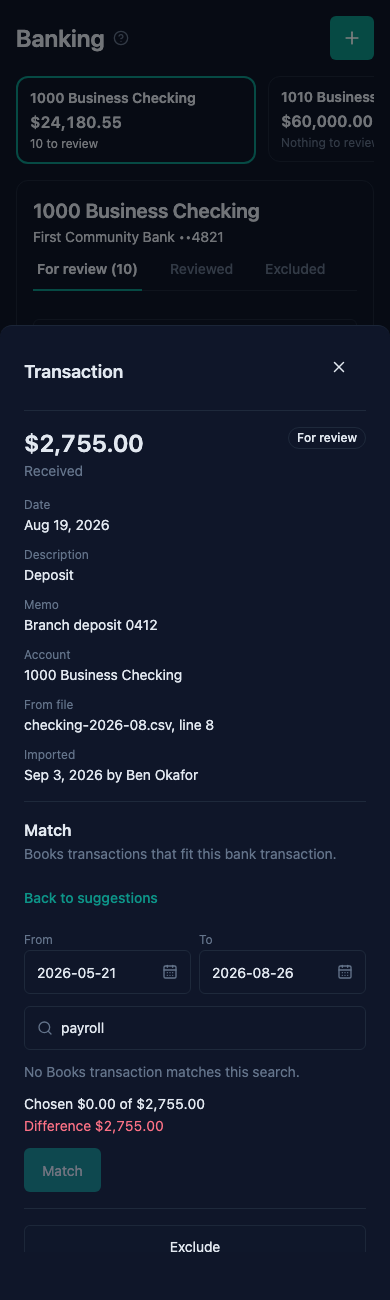 Banking
1000 Business Checking
$24,180.55
10 to review
1010 Business
$60,000.00
Nothing to review
1000 Business Checking
First Community Bank ••4821
For review (10)
Reviewed
Excluded
Transaction
$2,755.00
For review
Received
Date
Aug 19, 2026
Description
Deposit
Memo
Branch deposit 0412
Account
1000 Business Checking
From file
checking-2026-08.csv, line 8
Imported
Sep 3, 2026 by Ben Okafor
Match
Books transactions that fit this bank transaction.
Back to suggestions
From
To
2026-05-21
2026-08-26
payroll
No Books transaction matches this search.
Chosen $0.00 of $2,755.00
Difference $2,755.00
Match
Exclude